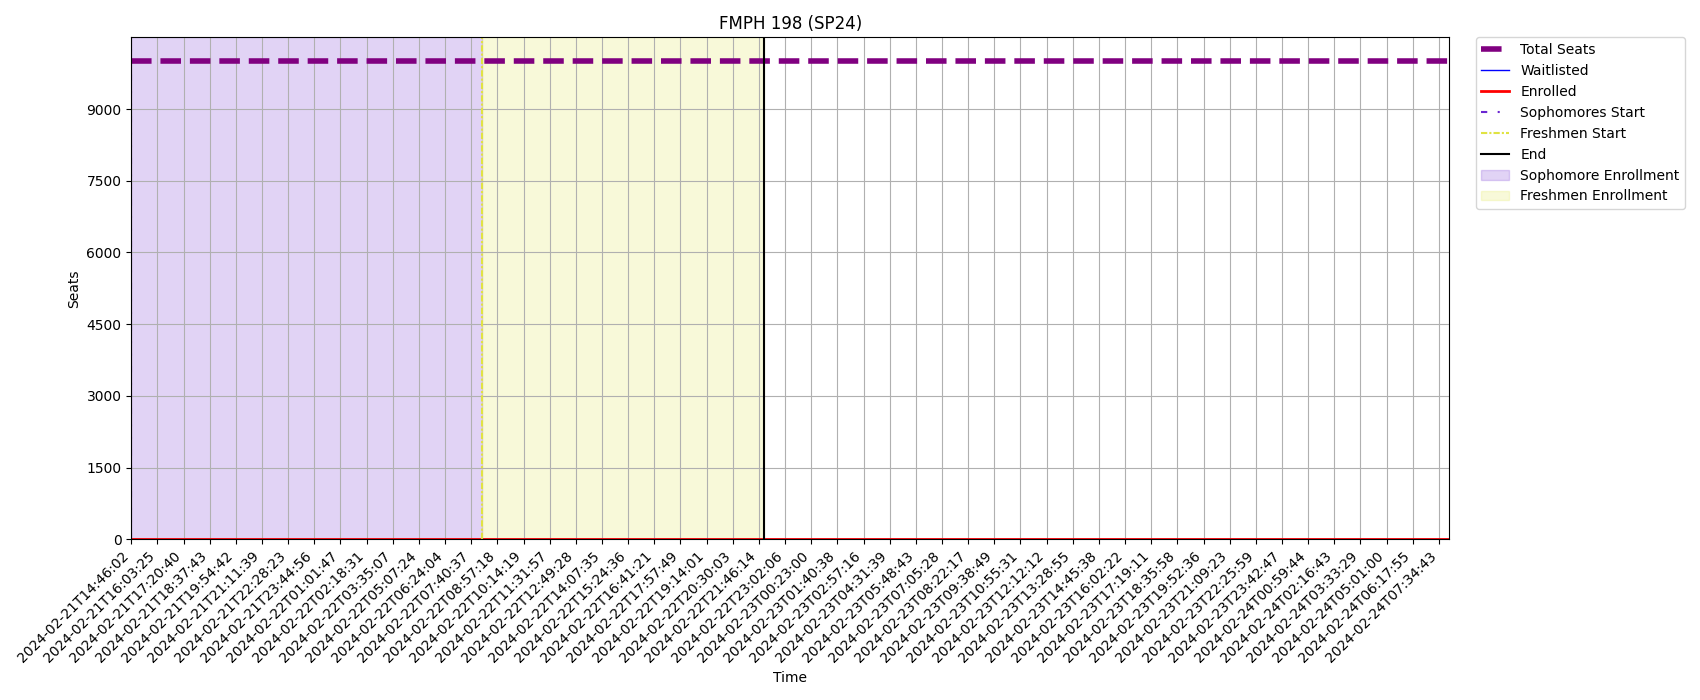 FMPH 198 (SP24)
Total Seats
Waitlisted
Enrolled
Sophomores Start
Freshmen Start
End
Sophomore Enrollment
Freshmen Enrollment
Seats
9000
7500
6000
4500
3000
1500
0
2024-02-21T14:46:02
2024-02-21T16:03:25
2024-02-21T17:20:40
2024-02-21T18:37:43
2024-02-21T19:54:42
2024-02-21T21:11:39
2024-02-21T22:28:23
2024-02-21T23:44:56
2024-02-22T01:01:47
2024-02-22T02:18:31
2024-02-22T03:35:07
2024-02-22T05:07:24
2024-02-22T06:24:04
2024-02-22T07:40:37
2024-02-22T08:57:18
2024-02-22T10:14:19
2024-02-22T11:31:57
2024-02-22T12:49:28
2024-02-22T14:07:35
2024-02-22T15:24:36
2024-02-22T16:41:21
2024-02-22T17:57:49
2024-02-22T19:14:01
2024-02-22T20:30:03
2024-02-22T21:46:14
2024-02-22T23:02:06
2024-02-23T00:23:00
2024-02-23T01:40:38
2024-02-23T02:57:16
2024-02-23T04:31:39
2024-02-23T05:48:43
2024-02-23T07:05:28
2024-02-23T08:22:17
2024-02-23T09:38:49
2024-02-23T10:55:31
2024-02-23T12:12:12
2024-02-23T13:28:55
2024-02-23T14:45:38
2024-02-23T16:02:22
2024-02-23T17:19:11
2024-02-23T18:35:58
2024-02-23T19:52:36
2024-02-23T21:09:23
2024-02-23T22:25:59
2024-02-23T23:42:47
2024-02-24T00:59:44
2024-02-24T02:16:43
2024-02-24T03:33:29
2024-02-24T05:01:00
2024-02-24T06:17:55
2024-02-24T07:34:43
Time